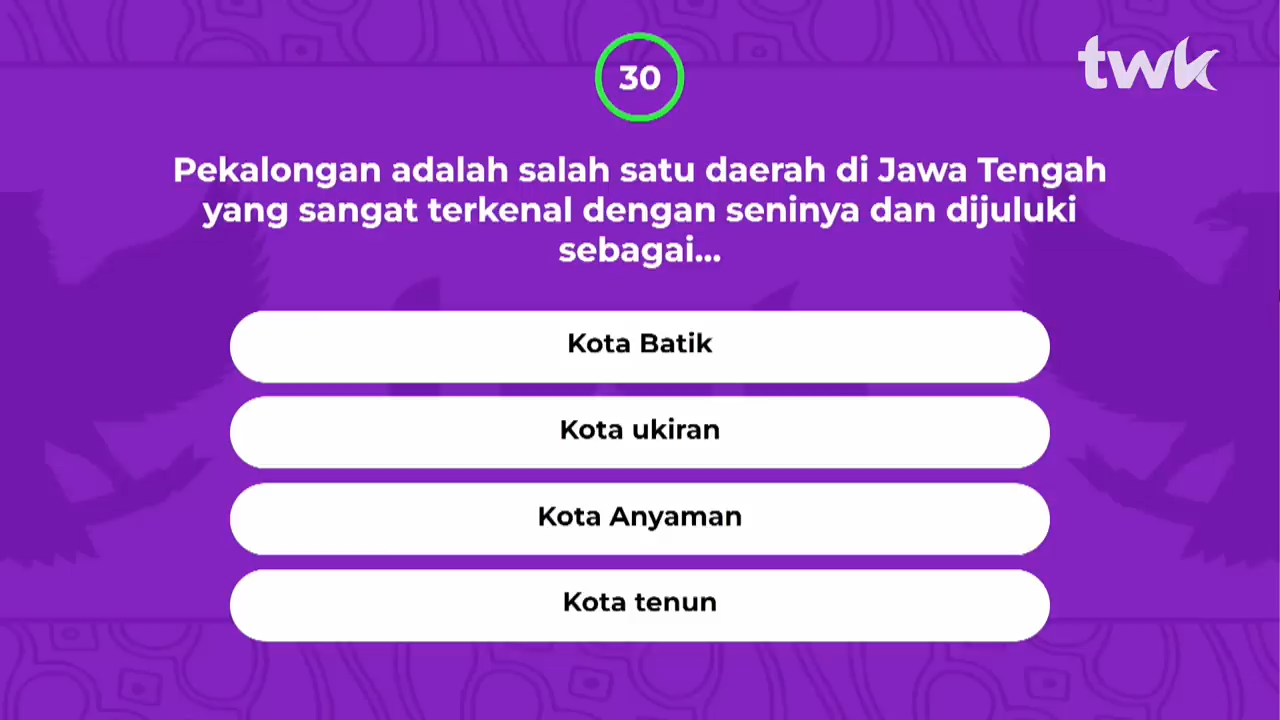 30
twk
Pekalongan adalah salah satu daerah di Jawa Tengah
yang sangat terkenal dengan seninya dan dijuluki
sebagai...
Kota Batik
Kota ukiran
Kota Anyaman
Kota tenun